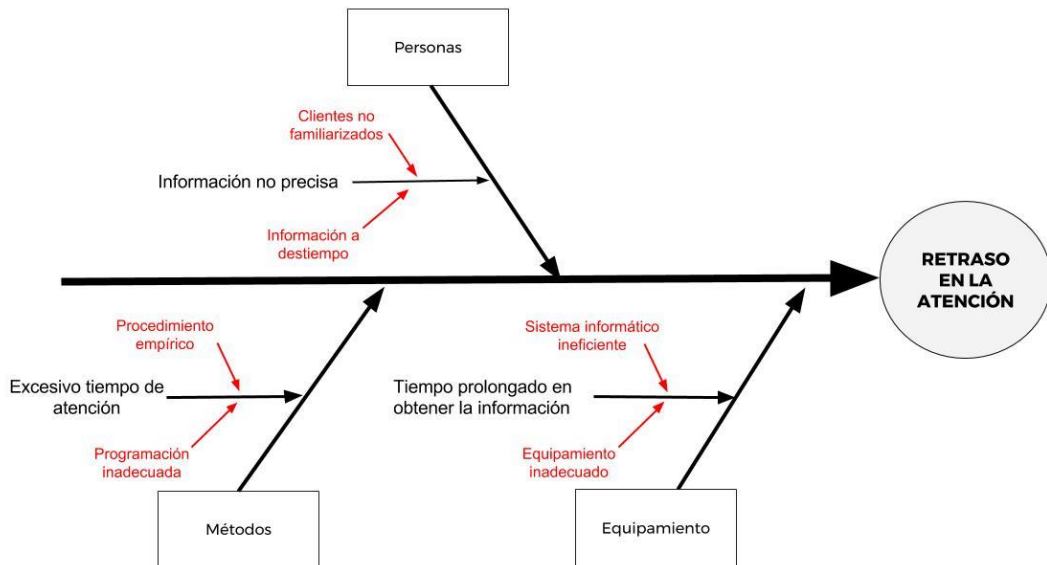 Personas
Clientes no
familiarizados
Información no precisa
Información a
destiempo
RETRASO
EN LA
ATENCIÓN
Procedimiento
empírico
Excesivo tiempo de
atención
Programación
inadecuada
Sistema informático
ineficiente
Tiempo prolongado en
obtener la información
Equipamiento
inadecuado
Métodos
Equipamiento